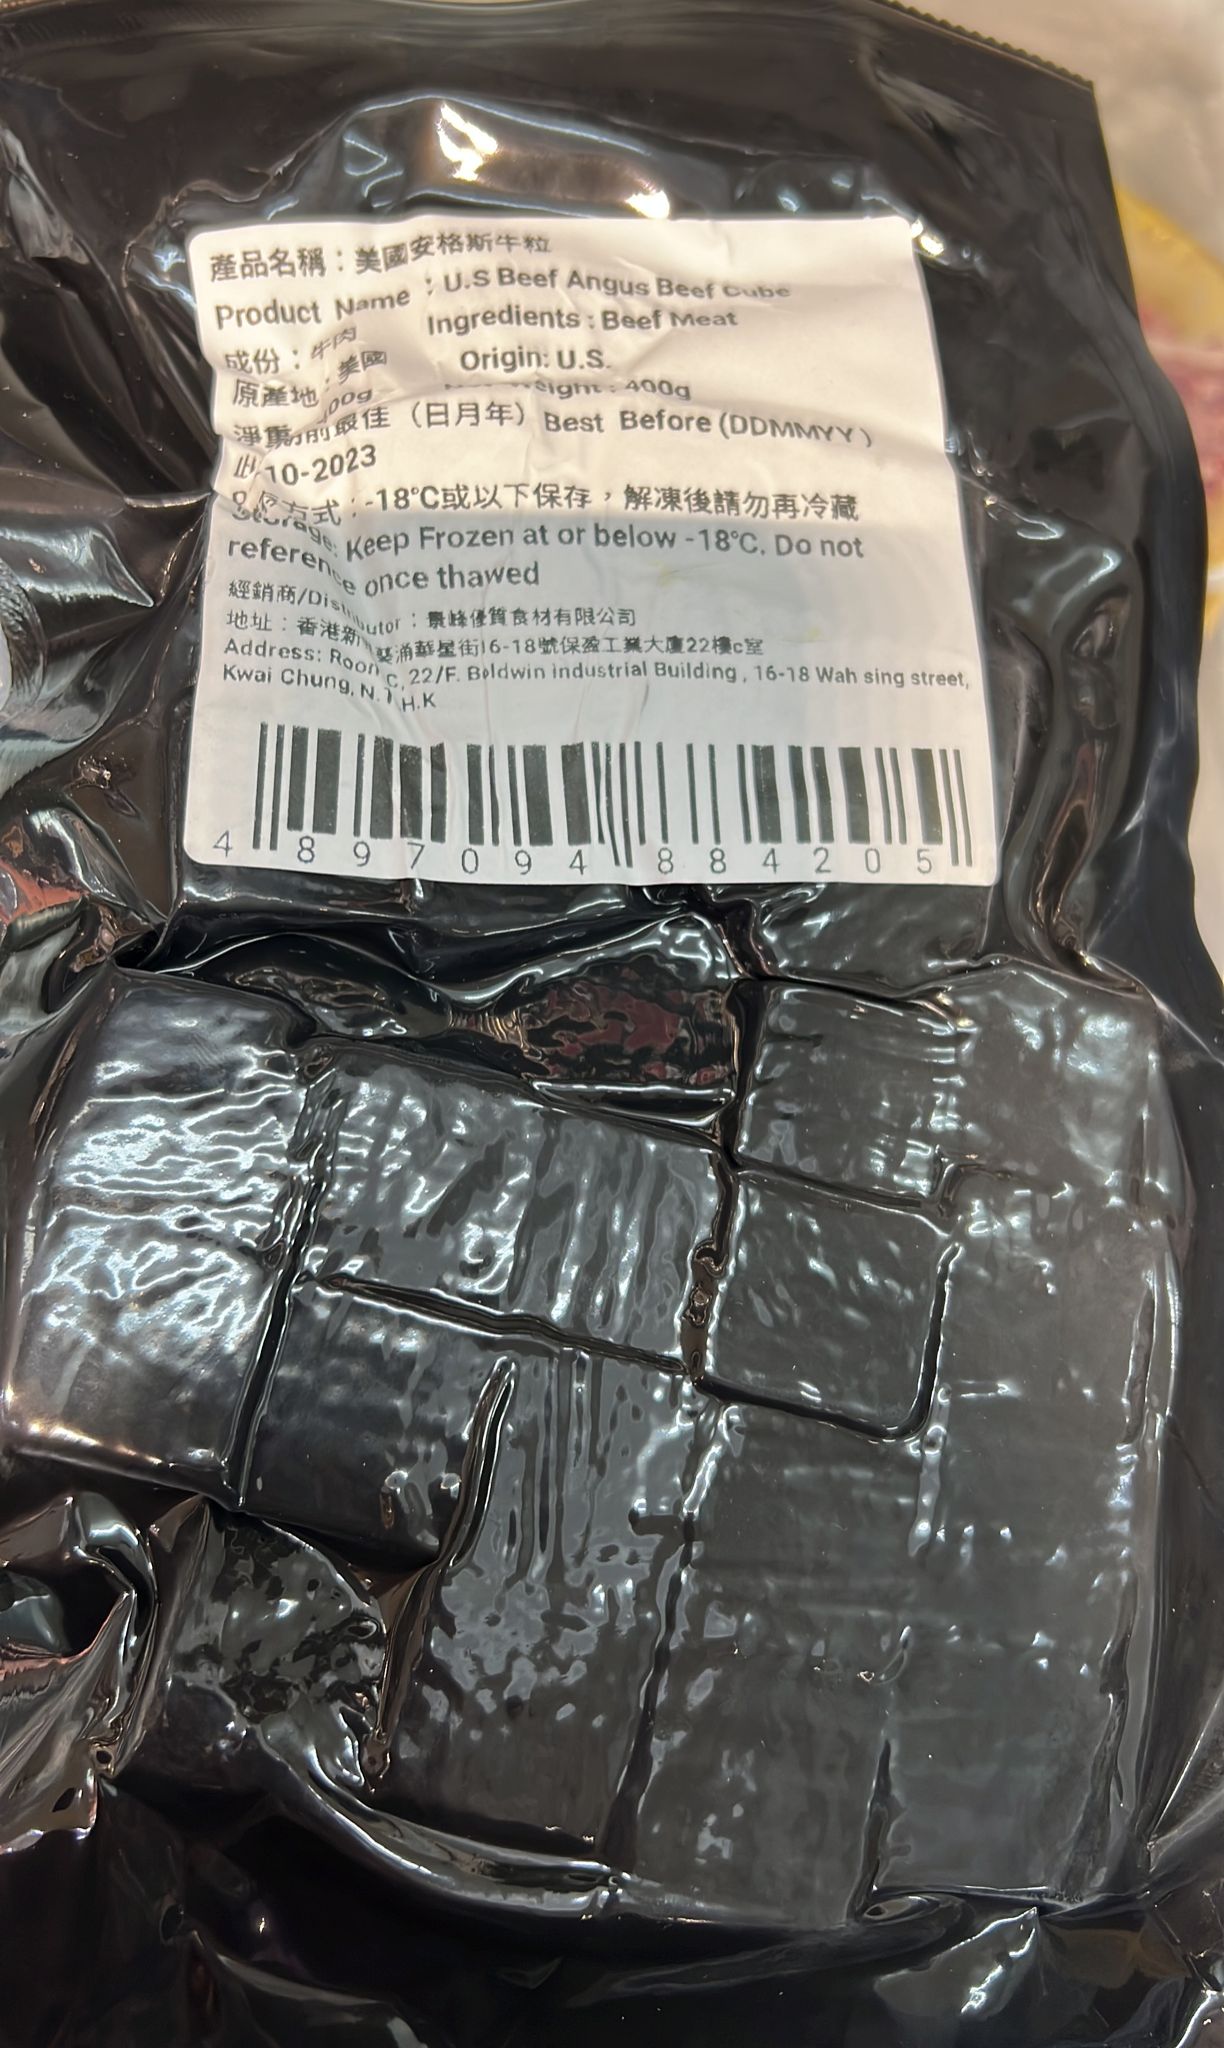 產品名稱：美國安格斯牛粒
Product Name : U.S Beef Angus Beef Cube
成份：牛肉 Ingredients : Beef Meat
原產地：美國 Origin: U.S.
淨重 00g eight : 400g
前最佳（日月年）Best Before (DDMMYY)
10-2023
方式：-18°C或以下保存，解凍後請勿再冷藏
Storage: Keep Frozen at or below -18°C. Do not
reference once thawed
經銷商/Distributor：景峰優質食材有限公司
地址：香港新 葵涌華星街16-18號保盈工業大廈22樓c室
Address: Room C, 22/F. Boldwin industrial Building, 16-18 Wah sing street,
Kwai Chung, N.T H.K
4 897094 884205